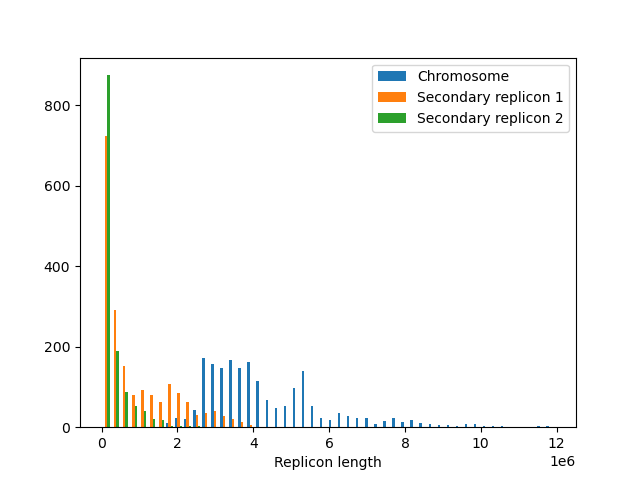 Chromosome
Secondary replicon 1
Secondary replicon 2
800
600
400
200
0
0 2 4 6 8 10 12
1e6
Replicon length